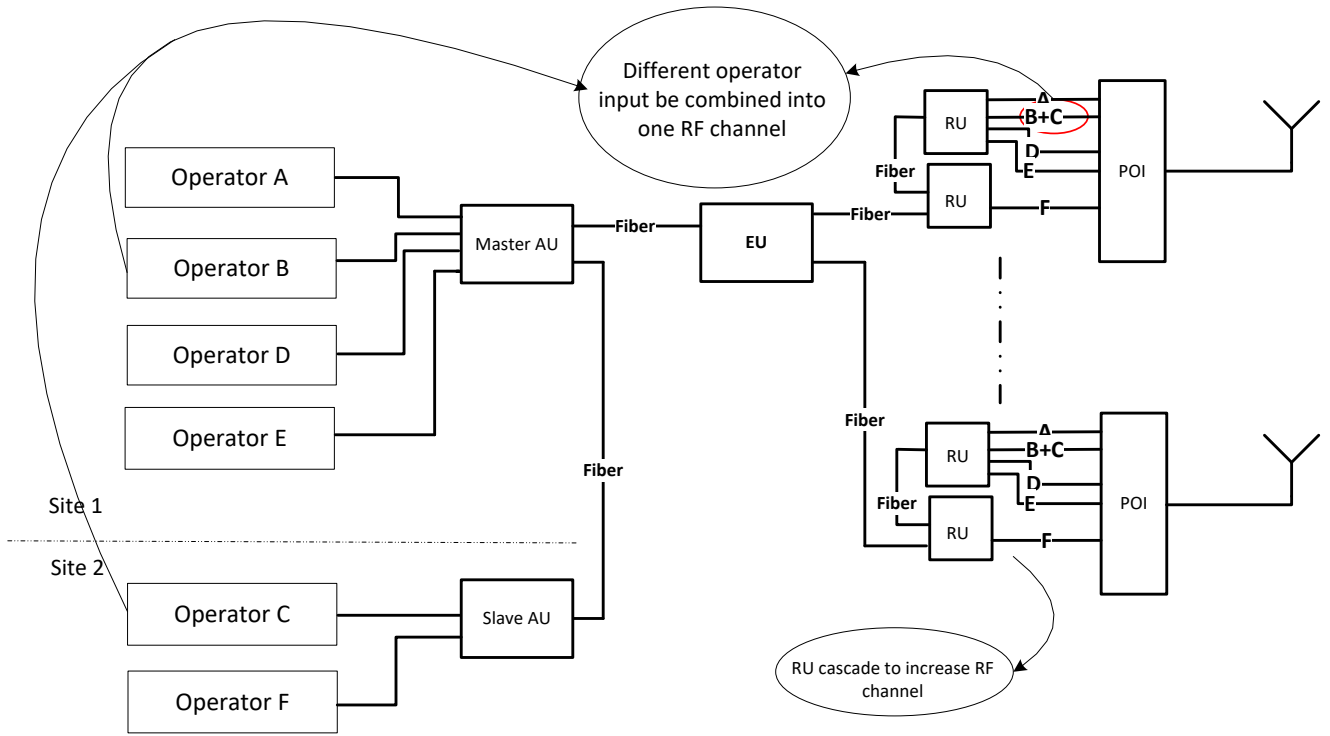 Different operator
input be combined into
one RF channel
Operator A
Operator B
Operator D
Operator E
Master AU
Fiber
EU
Fiber
Fiber
Fiber
Site 1
Site 2
Operator C
Operator F
Slave AU
RU
Fiber
RU
A
B+C
D
E
F
POI
RU
Fiber
RU
A
B+C
D
E
F
POI
RU cascade to increase RF
channel